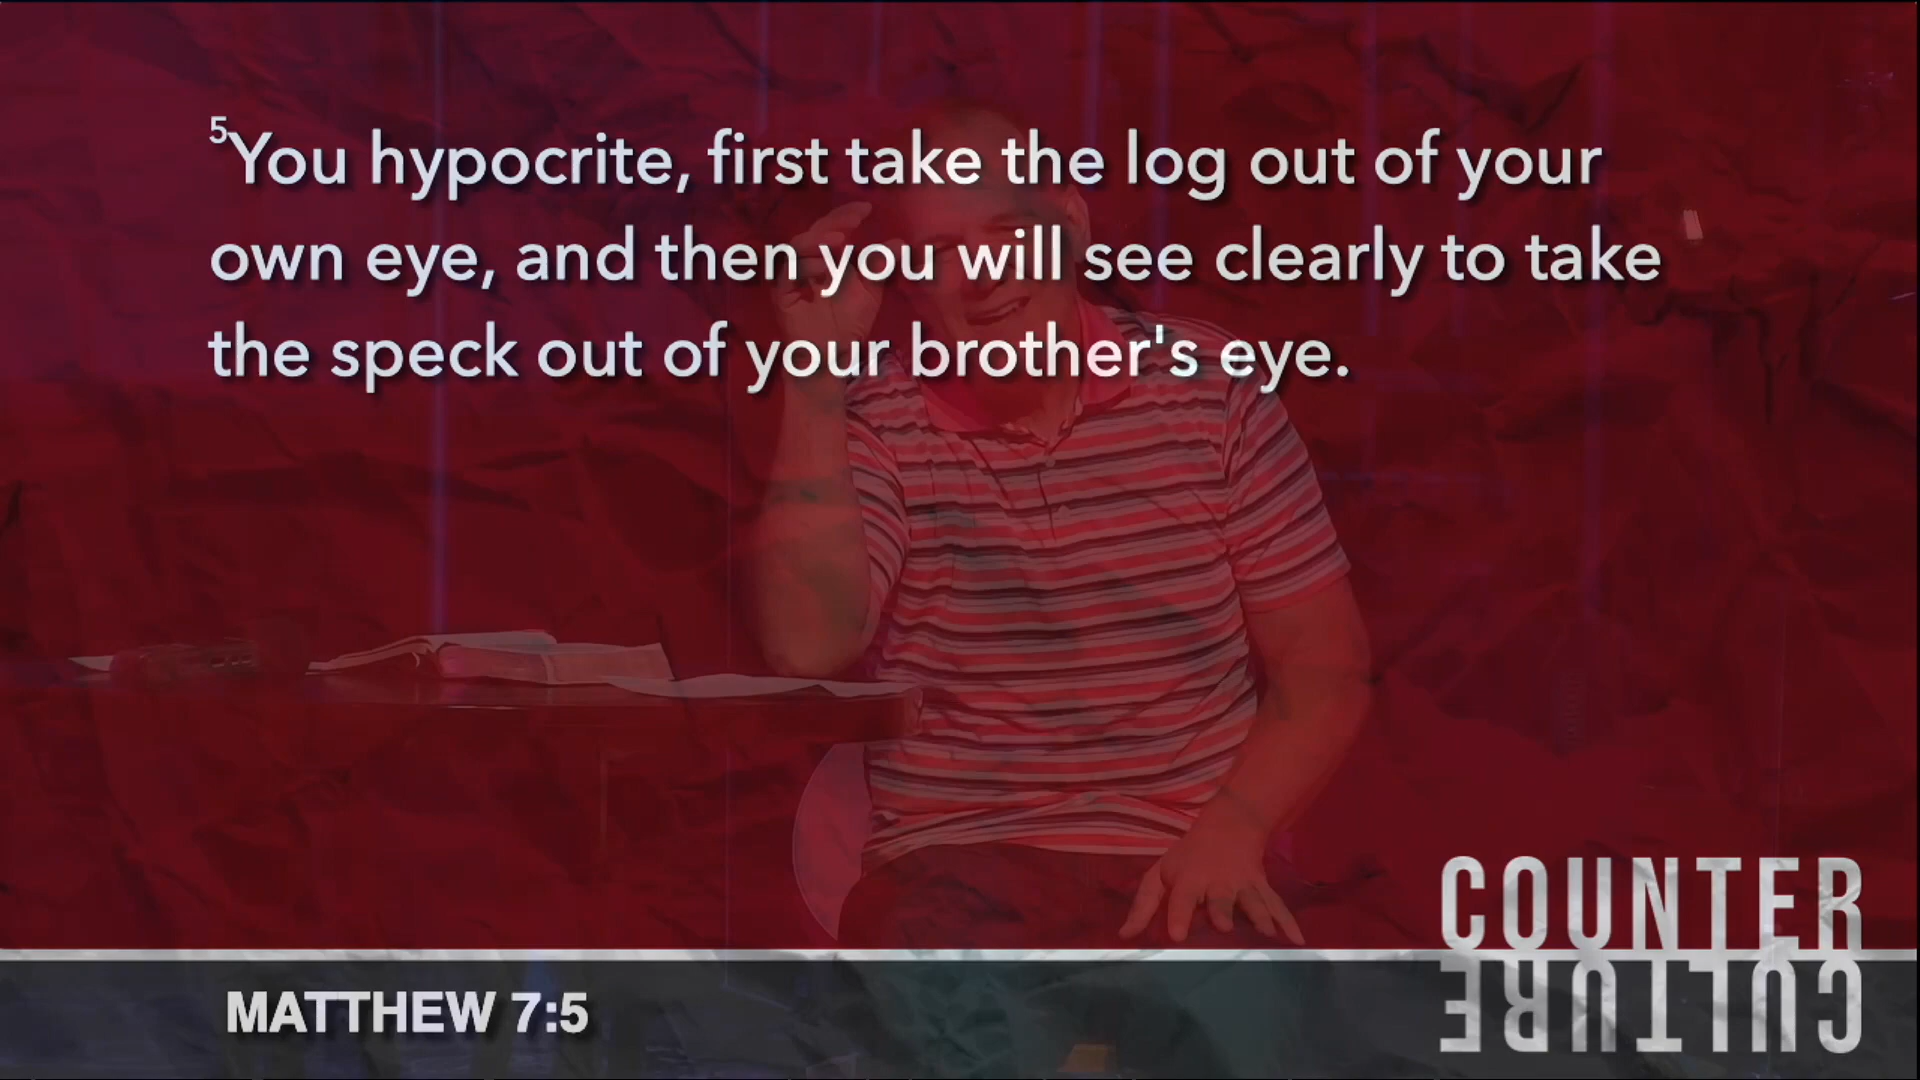 5You hypocrite, first take the log out of your
own eye, and then you will see clearly to take
the speck out of your brother's eye.
MATTHEW 7:5
COUNTER
CULTURE